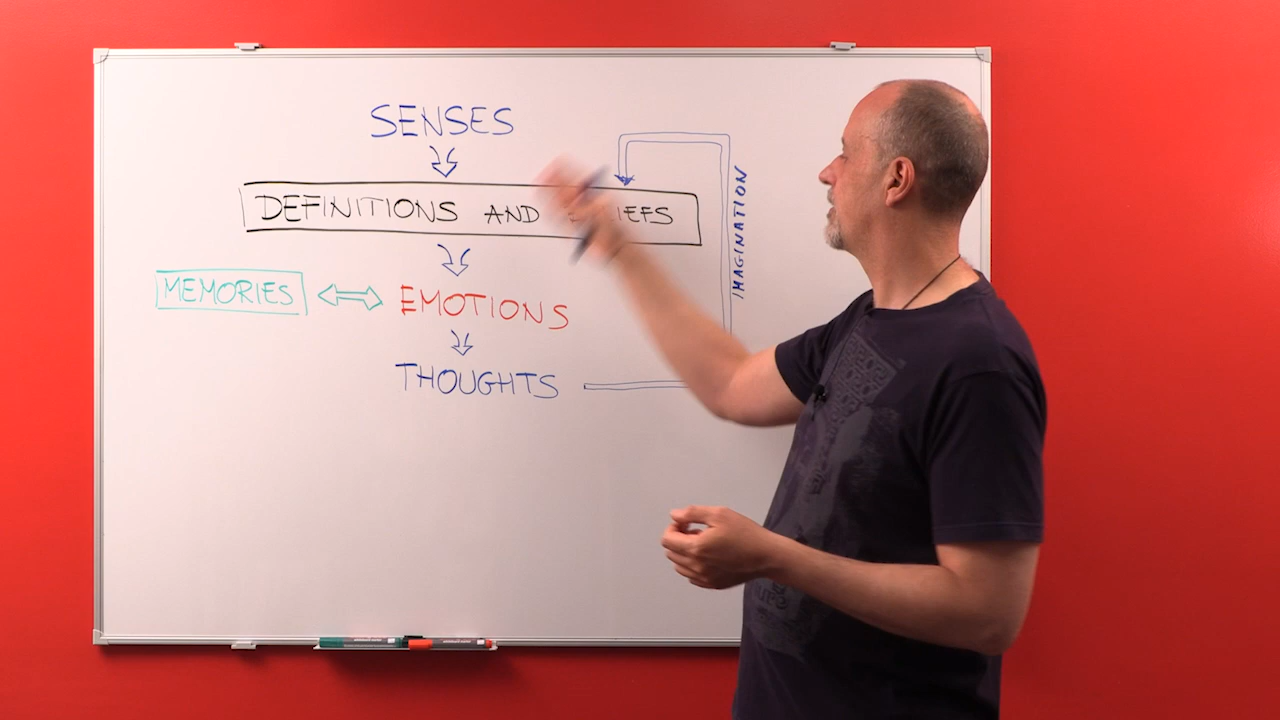 SENSES
DEFINITIONS AND
IMAGINATION
MEMORIES
EMOTIONS
THOUGHTS